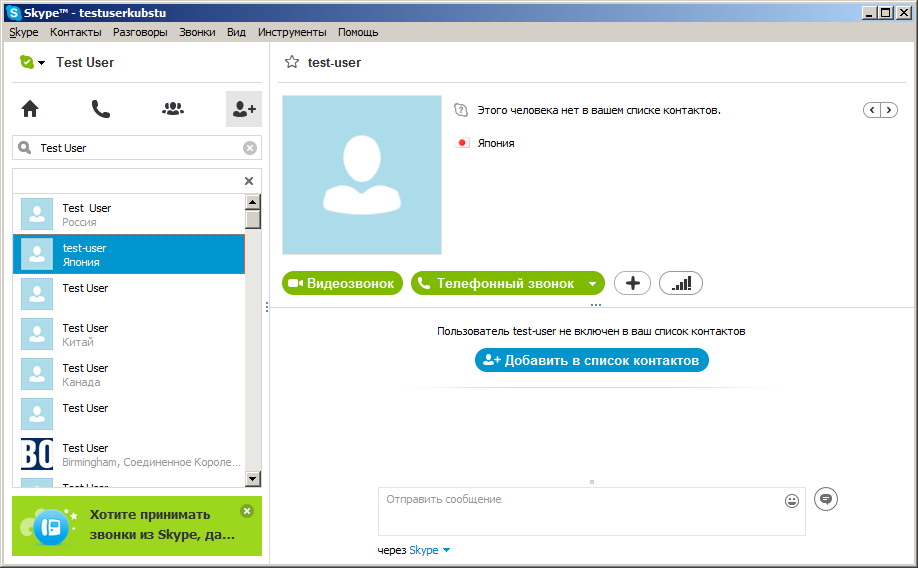 Skype™ - testuserkubstu
Skype Контакты Разговоры Звонки Вид Инструменты Помощь
Test User
test-user
Этого человека нет в вашем списке контактов.
Япония
Test User
Test User
Россия
test-user
Япония
Test User
Test User
Китай
Test User
Канада
Test User
BO
Test User
Birmingham, Соединенное Короле...
Хотите принимать
звонки из Skype, да...
Видеозвонок
Телефонный звонок
Пользователь test-user не включен в ваш список контактов
Добавить в список контактов
Отправить сообщение
через Skype